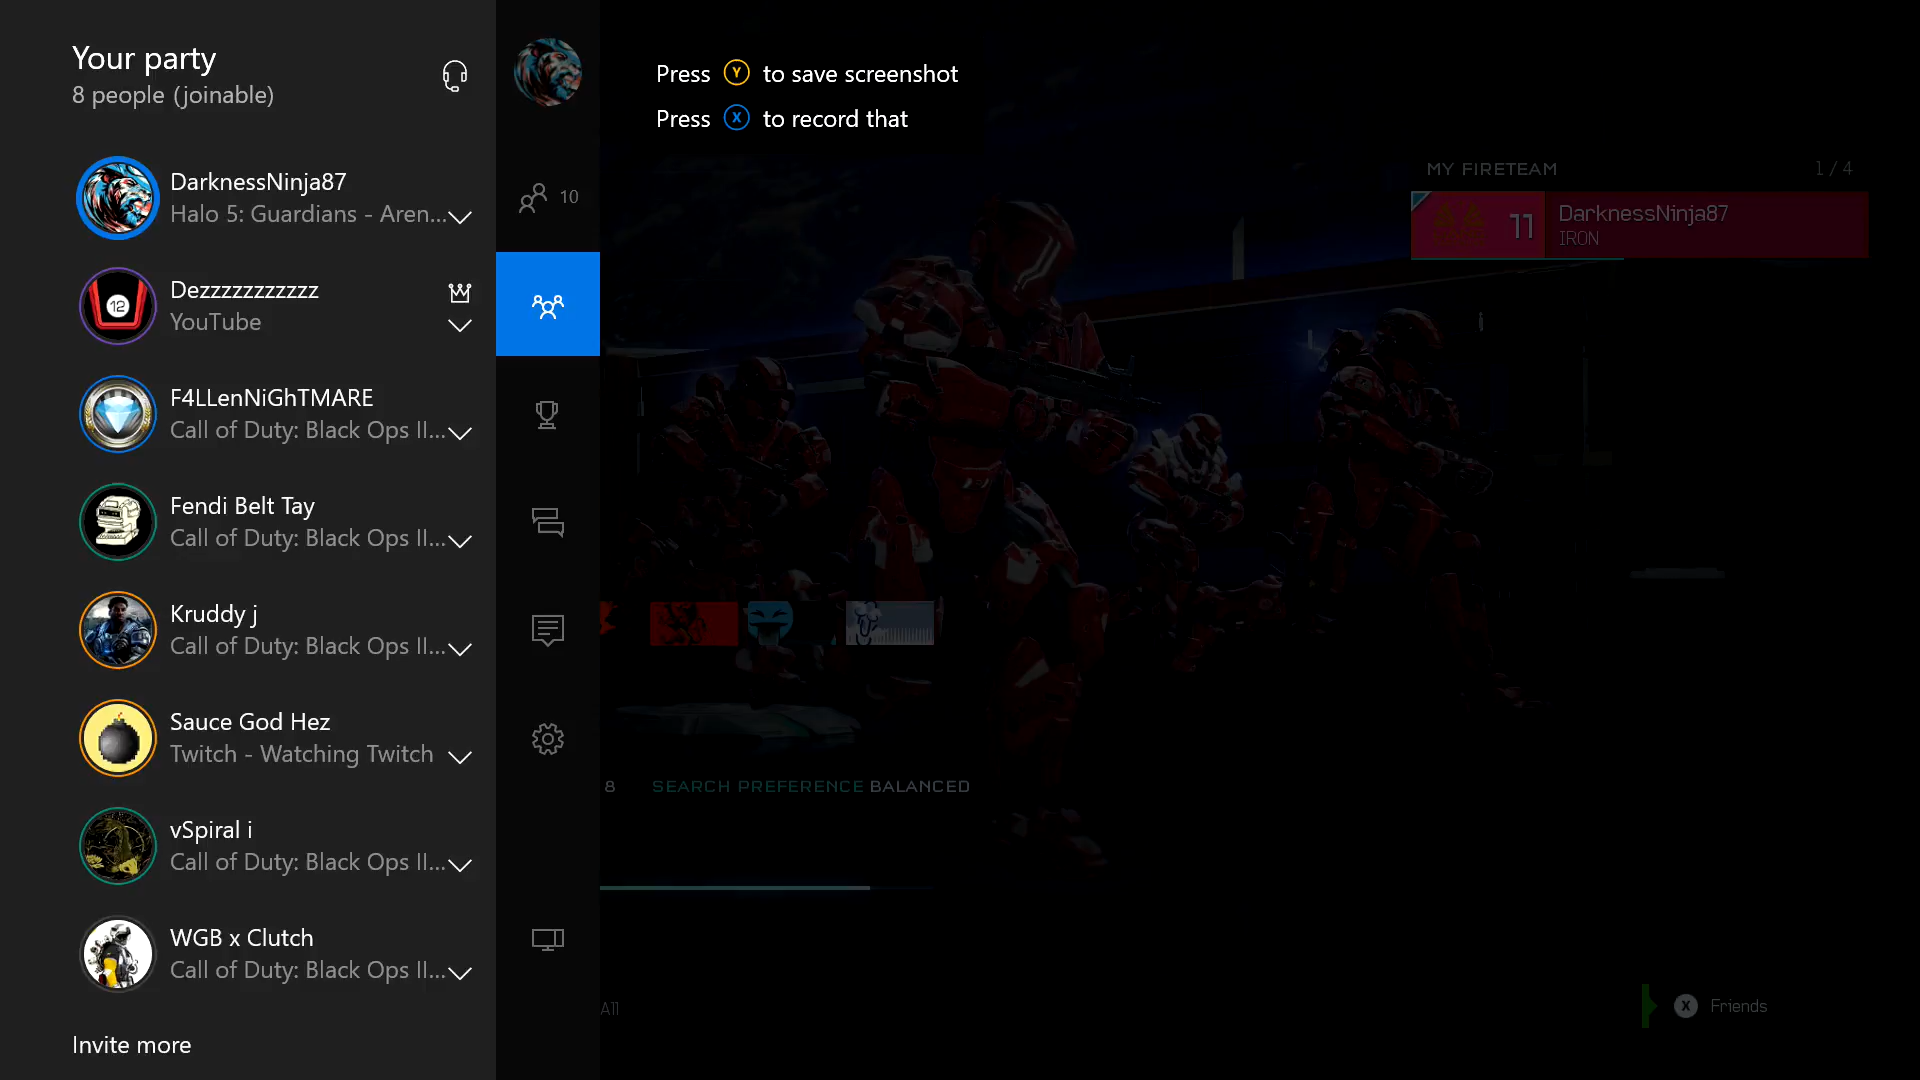 Your party
8 people (joinable)
DarknessNinja87
Halo 5: Guardians - Aren...
Dezzzzzzzzzzz
YouTube
12
F4LLenNiGhTMARE
Call of Duty: Black Ops II...
Fendi Belt Tay
Call of Duty: Black Ops II...
Kruddy j
Call of Duty: Black Ops II...
Sauce God Hez
Twitch - Watching Twitch
vSpiral i
Call of Duty: Black Ops II...
WGB x Clutch
Call of Duty: Black Ops II...
Invite more
10
Press Y to save screenshot
Press X to record that
MY FIRETEAM 1 / 4
11 DarknessNinja87
IRON
8 SEARCH PREFERENCE BALANCED
All
X Friends